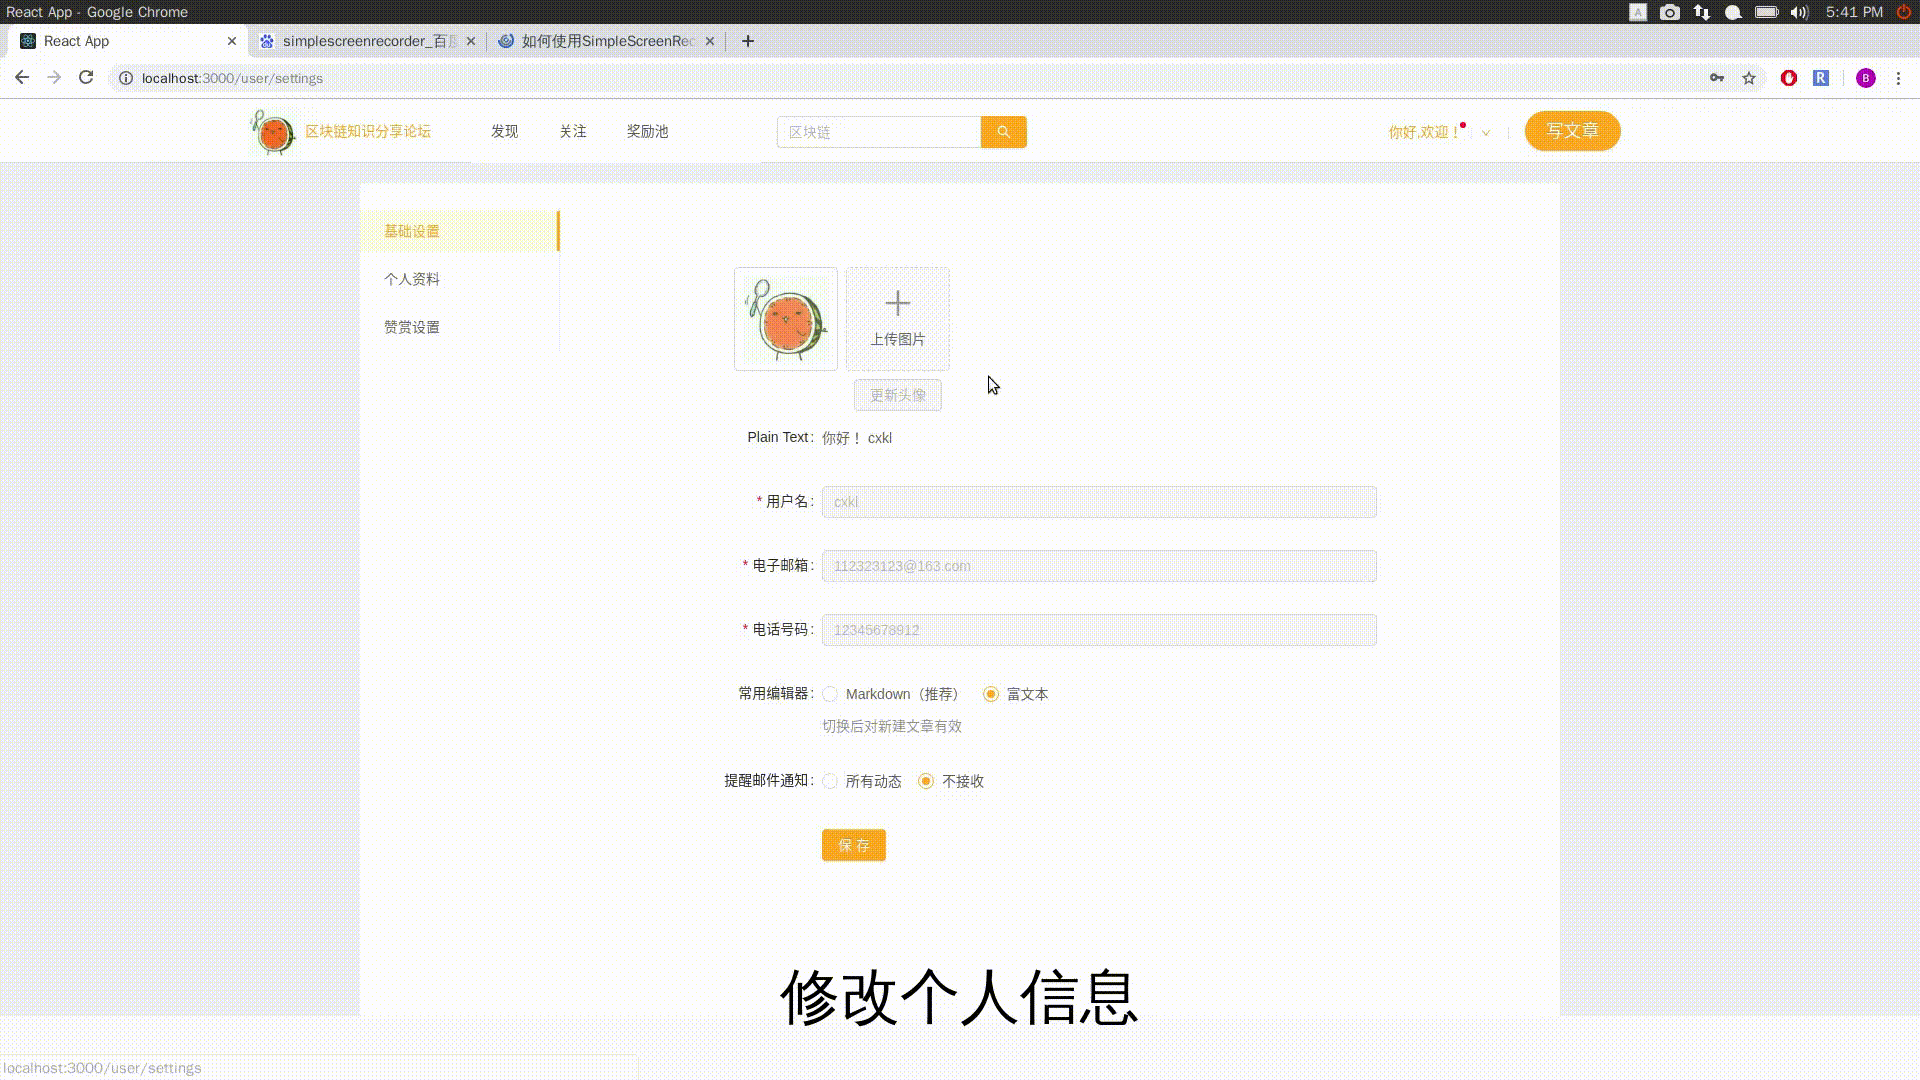 React App - Google Chrome
A
5:41 PM
React App
simplescreenrecorder_百度
如何使用SimpleScreenRec
localhost:3000/user/settings
R
B
区块链知识分享论坛
发现
关注
奖励池
区块链
你好,欢迎！
写文章
基础设置
个人资料
赞赏设置
上传图片
更新头像
Plain Text: 你好！ cxkl
* 用户名: cxkl
* 电子邮箱: 112323123@163.com
* 电话号码: 12345678912
常用编辑器: Markdown（推荐） 富文本
切换后对新建文章有效
提醒邮件通知: 所有动态 不接收
保 存
修改个人信息
localhost:3000/user/settings